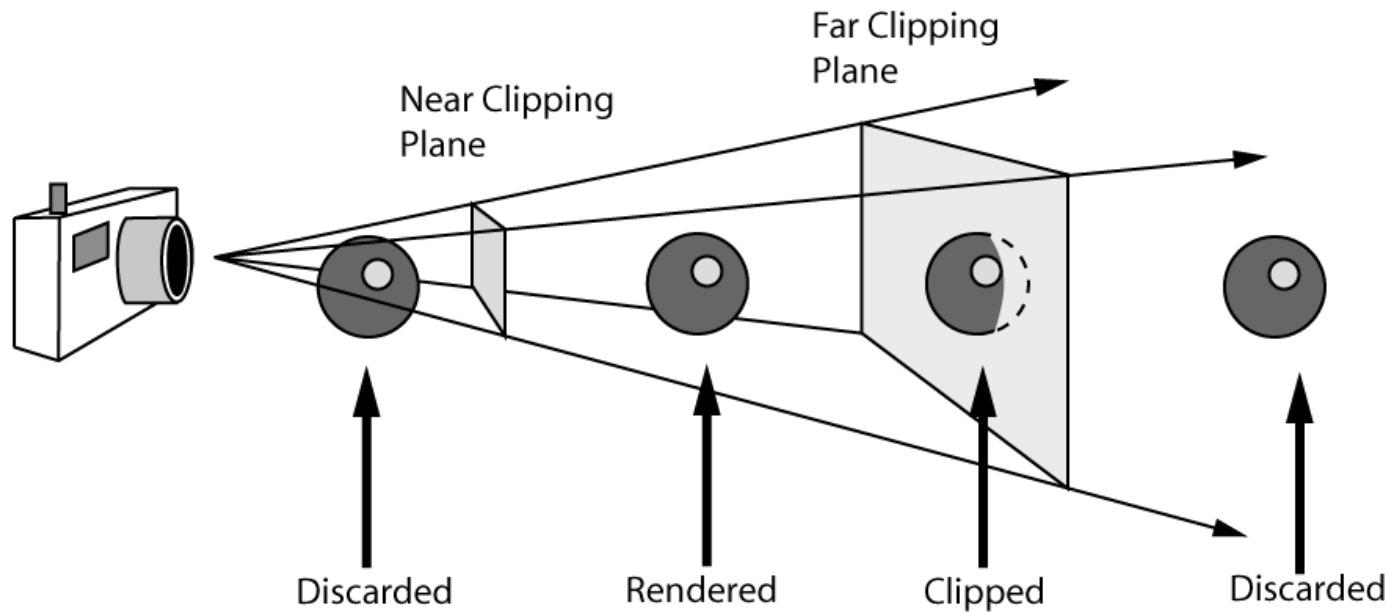 Far Clipping
Plane
Near Clipping
Plane
Discarded
Rendered
Clipped
Discarded